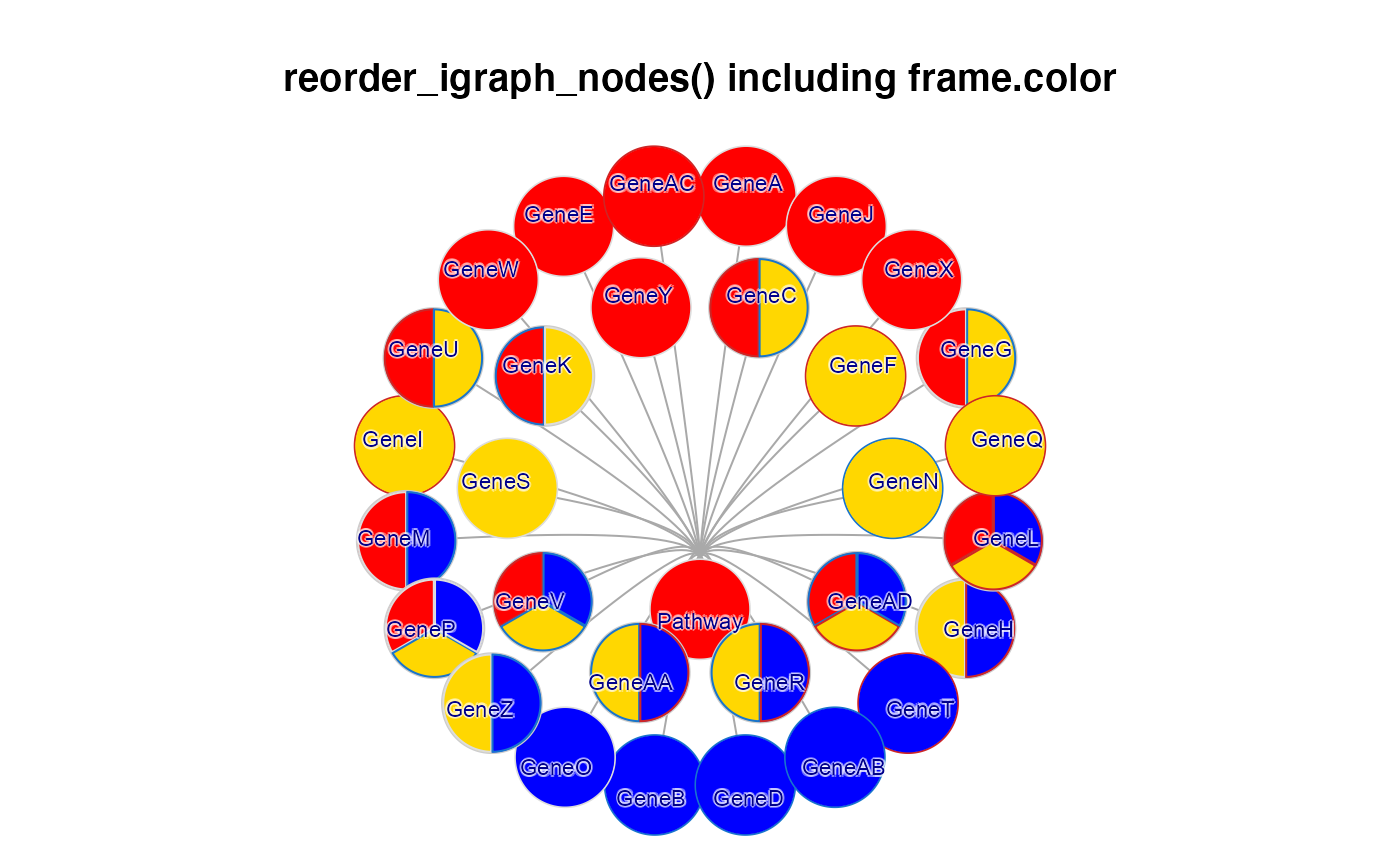 reorder_igraph_nodes() including frame.color
GeneAC
GeneA
GeneE
GeneJ
GeneW
GeneX
GeneY
GeneC
GeneU
GeneG
GeneK
GeneF
GeneI
GeneQ
GeneS
GeneN
GeneM
GeneL
GeneV
GeneAD
Pathway
GeneP
GeneH
GeneAA
GeneR
GeneZ
GeneT
GeneO
GeneAB
GeneB
GeneD